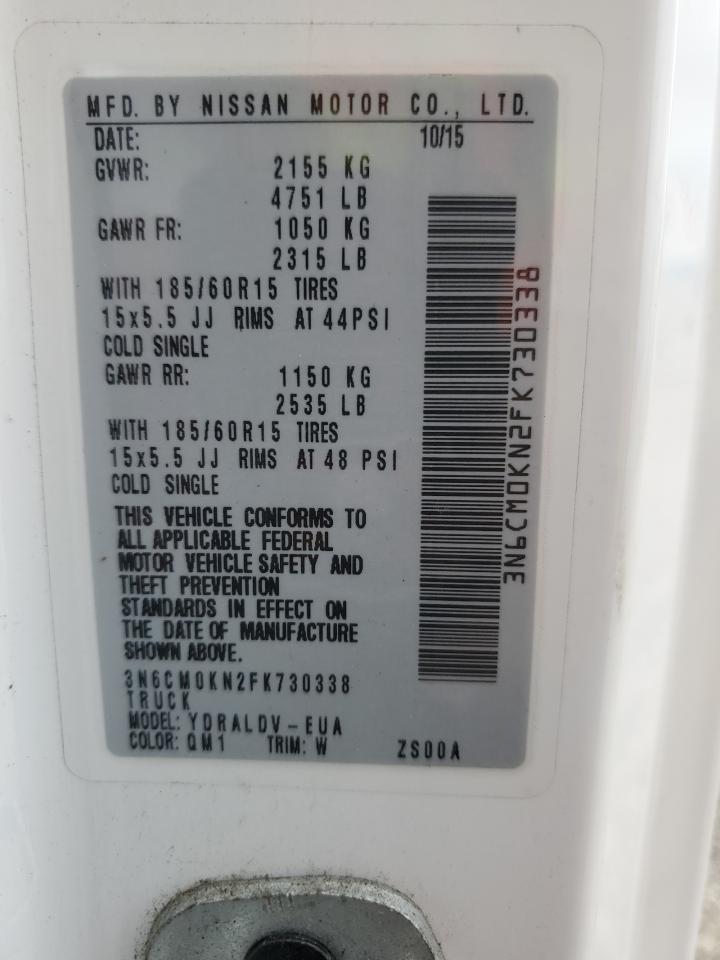 MFD. BY NISSAN MOTOR CO., LTD.
DATE: 10/15
GVWR: 2155 KG
4751 LB
GAWR FR: 1050 KG
2315 LB
WITH 185/60R15 TIRES
15x5.5 JJ RIMS AT 44PSI
COLD SINGLE
GAWR RR: 1150 KG
2535 LB
WITH 185/60R15 TIRES
15x5.5 JJ RIMS AT 48 PSI
COLD SINGLE
THIS VEHICLE CONFORMS TO
ALL APPLICABLE FEDERAL
MOTOR VEHICLE SAFETY AND
THEFT PREVENTION
STANDARDS IN EFFECT ON
THE DATE OF MANUFACTURE
SHOWN ABOVE.
3N6CM0KN2FK730338
TRUCK
MODEL: YDRALDV-EUA
COLOR: QM1 TRIM: W ZS00A
3N6CM0KN2FK730338